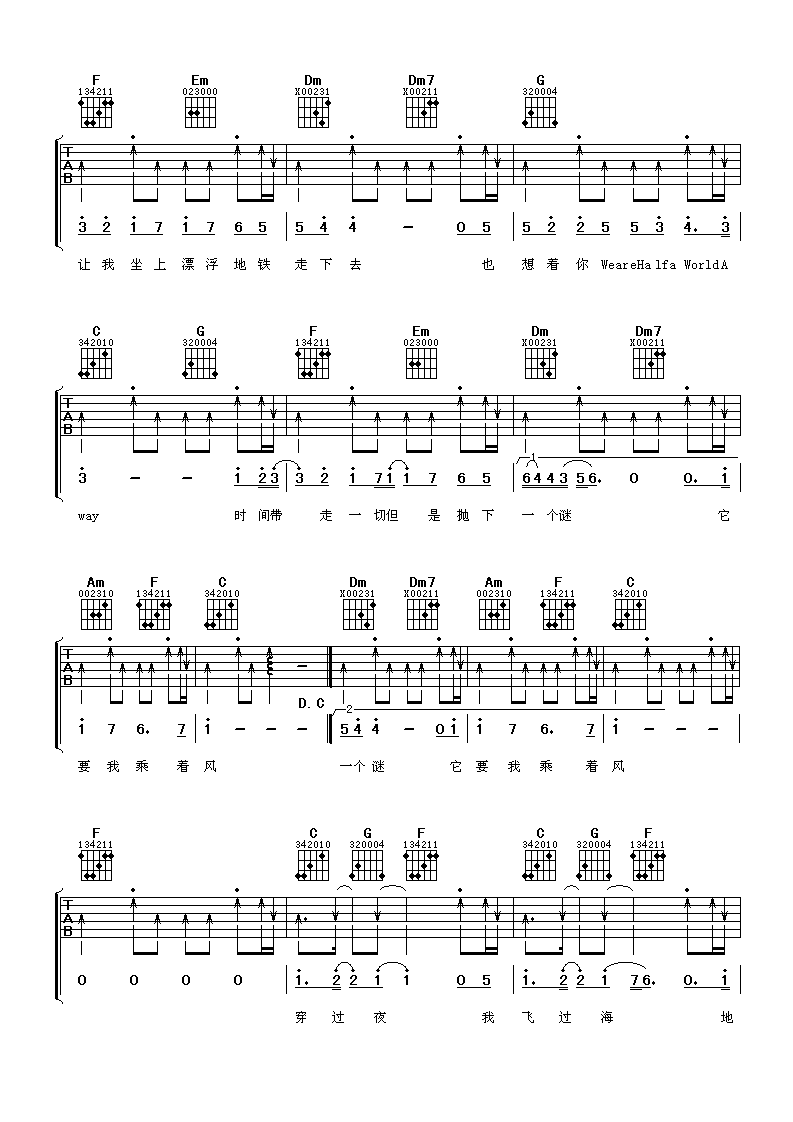 F Em Dm Dm7 G
134211 023000 X00231 X00211 320004
T
A
B
3 2 1 7 1 7 6 5 5 4 4 - 0 5 5 2 2 5 5 3 4. 3
让 我 坐 上 漂 浮 地 铁 走 下 去 也 想 着 你 WeareHalfa WorldA
C G F Em Dm Dm7
342010 320004 134211 023000 X00231 X00211
T
A
B
1
3 - - 1 2 3 3 2 1 7 1 1 7 6 5 6 4 4 3 5 6. 0 0. 1
way 时 间带 走 一 切但 是 抛 下 一 个谜 它
Am F C Dm Dm7 Am F C
002310 134211 342010 X00231 X00211 002310 134211 342010
T
A
B
-
D.C 2
1 7 6. 7 1 - - - 5 4 4 - 0 1 1 7 6. 7 1 - - -
要 我 乘 着 风 一个 谜 它 要 我 乘 着 风
F C G F C G F
134211 342010 320004 134211 342010 320004 134211
T
A
B
0 0 0 0 1. 2 2 1 1 0 5 1. 2 2 1 7 6. 0. 1
穿 过 夜 我 飞 过 海 地